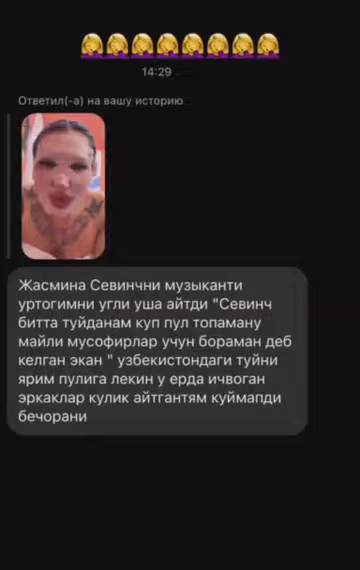 🤦‍♀️🤦‍♀️🤦‍♀️🤦‍♀️🤦‍♀️🤦‍♀️🤦‍♀️🤦‍♀️
14:29
Ответил(-а) на вашу историю
Жасмина Севинчни музыканти
уртогимни угли уша айтди "Севинч
битта туйданам куп пул топаману
майли мусофирлар учун бораман деб
келган экан " узбекистондаги туйни
ярим пулига лекин у ерда ичвоган
эркаклар кулик айтгантям куймапди
бечорани